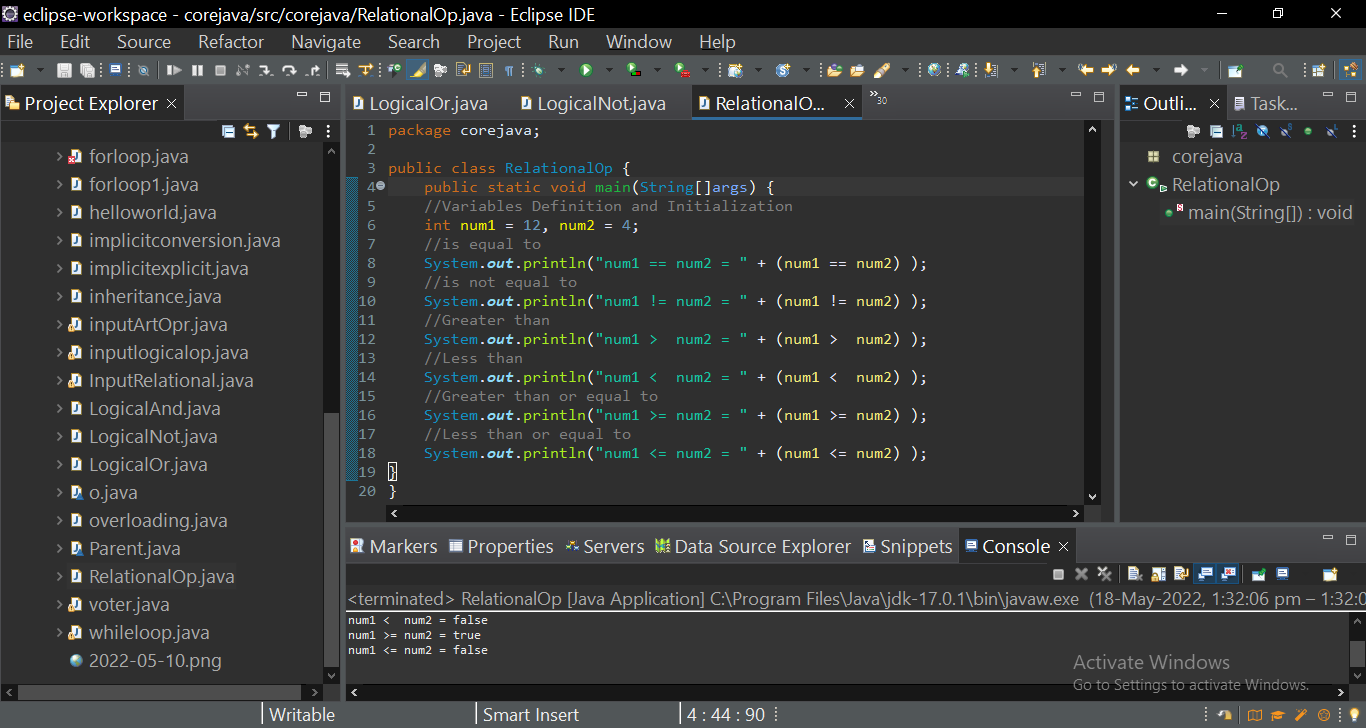 eclipse-workspace - corejava/src/corejava/RelationalOp.java - Eclipse IDE
File Edit Source Refactor Navigate Search Project Run Window Help
Project Explorer
forloop.java
forloop1.java
helloworld.java
implicitconversion.java
implicitexplicit.java
inheritance.java
inputArtOpr.java
inputlogicalop.java
InputRelational.java
LogicalAnd.java
LogicalNot.java
LogicalOr.java
o.java
overloading.java
Parent.java
RelationalOp.java
voter.java
whileloop.java
2022-05-10.png
LogicalOr.java LogicalNot.java RelationalO... »30
1 package corejava;
2
3 public class RelationalOp {
4 public static void main(String[]args) {
5 //Variables Definition and Initialization
6 int num1 = 12, num2 = 4;
7 //is equal to
8 System.out.println("num1 == num2 = " + (num1 == num2) );
9 //is not equal to
10 System.out.println("num1 != num2 = " + (num1 != num2) );
11 //Greater than
12 System.out.println("num1 >  num2 = " + (num1 >  num2) );
13 //Less than
14 System.out.println("num1 <  num2 = " + (num1 <  num2) );
15 //Greater than or equal to
16 System.out.println("num1 >= num2 = " + (num1 >= num2) );
17 //Less than or equal to
18 System.out.println("num1 <= num2 = " + (num1 <= num2) );
19 }
20 }
Outli... Task...
corejava
RelationalOp
main(String[]) : void
Markers Properties Servers Data Source Explorer Snippets Console
<terminated> RelationalOp [Java Application] C:\Program Files\Java\jdk-17.0.1\bin\javaw.exe (18-May-2022, 1:32:06 pm – 1:32:0
num1 <  num2 = false
num1 >= num2 = true
num1 <= num2 = false
Activate Windows
Go to Settings to activate Windows.
Writable Smart Insert 4 : 44 : 90